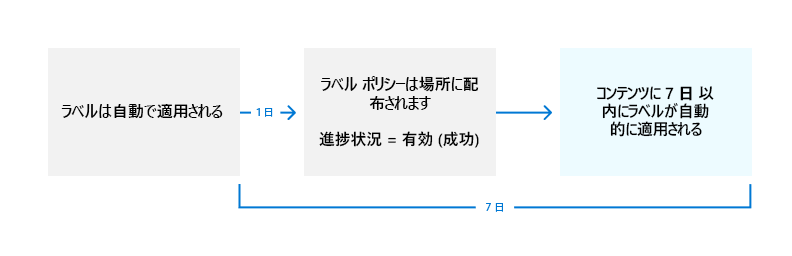 ラベルは自動で適用される
1日
ラベル ポリシーは場所に配
布されます
進捗状況 = 有効 (成功)
コンテンツに 7 日 以
内にラベルが自動
的に適用される
7 日